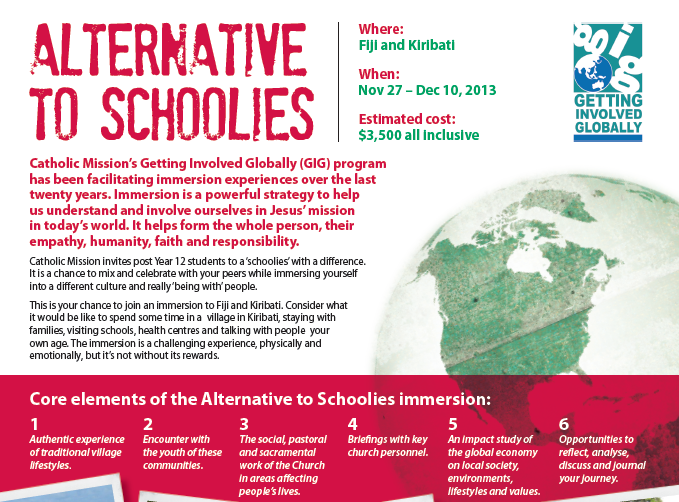 ALTERNATIVE
TO SCHOOLIES
Where:
Fiji and Kiribati
When:
Nov 27 – Dec 10, 2013
Estimated cost:
$3,500 all inclusive
gig
GETTING
INVOLVED
GLOBALLY
Catholic Mission's Getting Involved Globally (GIG) program
has been facilitating immersion experiences over the last
twenty years. Immersion is a powerful strategy to help
us understand and involve ourselves in Jesus' mission
in today's world. It helps form the whole person, their
empathy, humanity, faith and responsibility.
Catholic Mission invites post Year 12 students to a 'schoolies' with a difference.
It is a chance to mix and celebrate with your peers while immersing yourself
into a different culture and really 'being with' people.
This is your chance to join an immersion to Fiji and Kiribati. Consider what
it would be like to spend some time in a village in Kiribati, staying with
families, visiting schools, health centres and talking with people your
own age. The immersion is a challenging experience, physically and
emotionally, but it's not without its rewards.
Core elements of the Alternative to Schoolies immersion:
1
Authentic experience
of traditional village
lifestyles.
2
Encounter with
the youth of these
communities.
3
The social, pastoral
and sacramental
work of the Church
in areas affecting
people's lives.
4
Briefings with key
church personnel.
5
An impact study of
the global economy
on local society,
environments,
lifestyles and values.
6
Opportunities to
reflect, analyse,
discuss and journal
your journey.